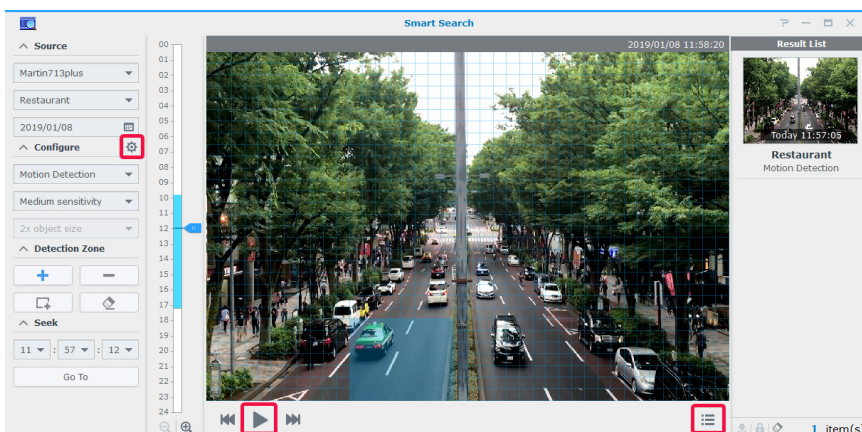 Smart Search
Source
Martin713plus
Restaurant
2019/01/08
Configure
Motion Detection
Medium sensitivity
2x object size
Detection Zone
Seek
11 : 57 : 12
Go To
00
01
02
03
04
05
06
07
08
09
10
11
12
13
14
15
16
17
18
19
20
21
22
23
24
2019/01/08 11:58:20
Result List
Today 11:57:05
Restaurant
Motion Detection
1 item(s